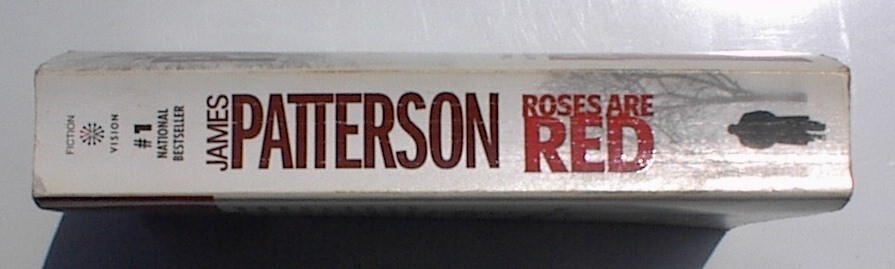 FICTION
VISION
#1
NATIONAL
BESTSELLER
JAMES
PATTERSON
ROSES ARE
RED